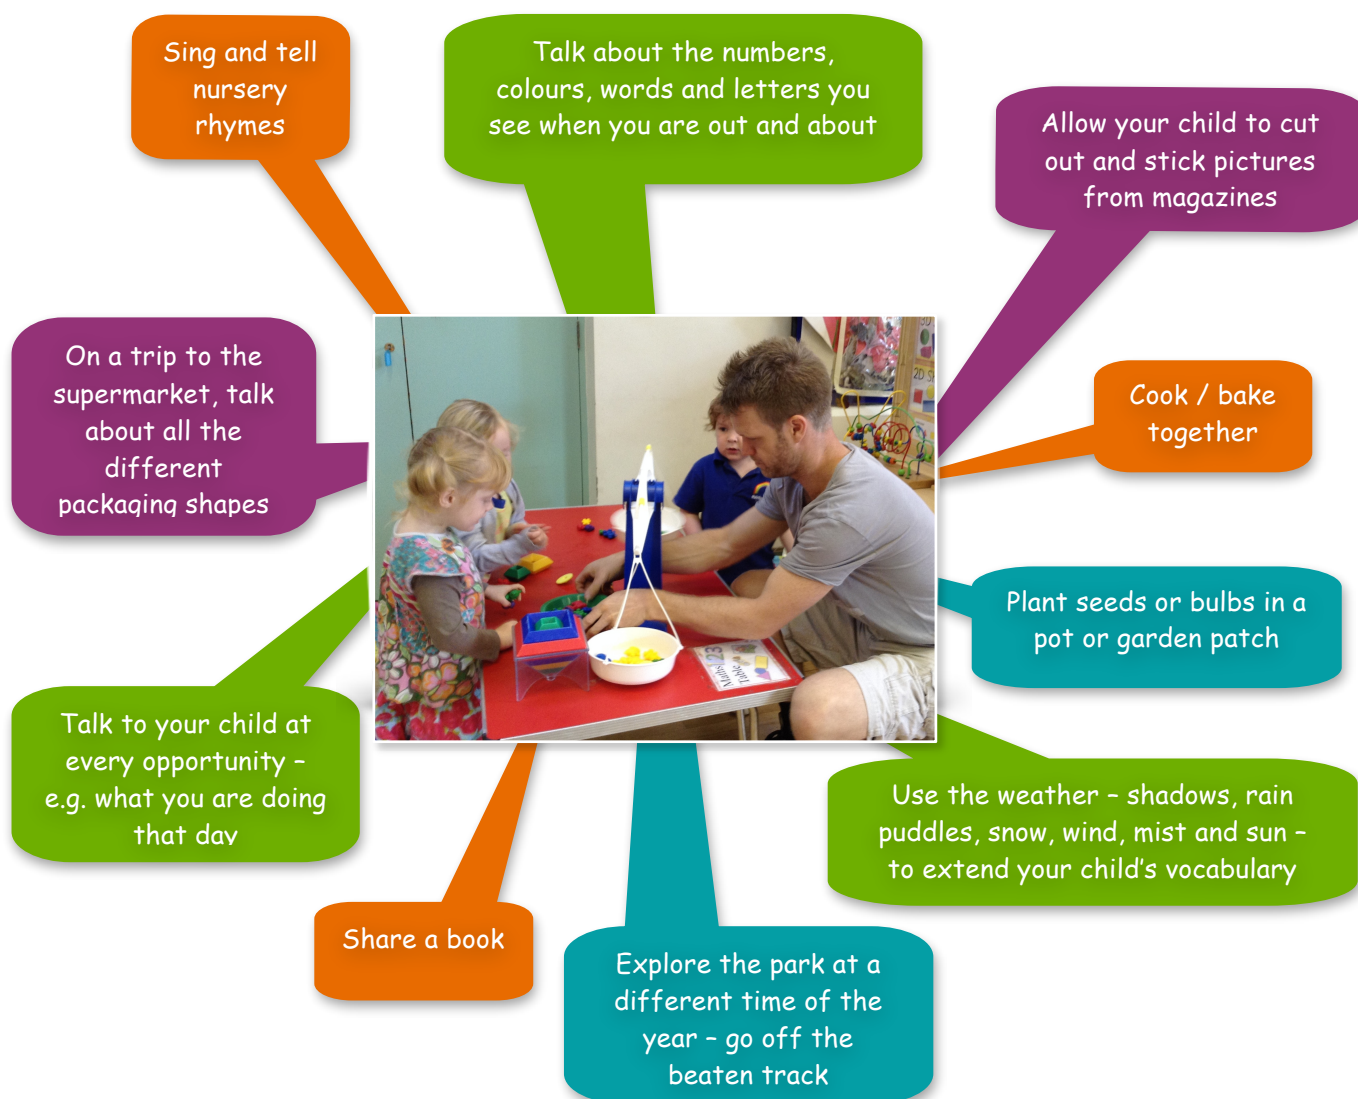 Sing and tell
nursery
rhymes
Talk about the numbers,
colours, words and letters you
see when you are out and about
Allow your child to cut
out and stick pictures
from magazines
On a trip to the
supermarket, talk
about all the
different
packaging shapes
Cook / bake
together
2D
Plant seeds or bulbs in a
pot or garden patch
Maths
Table
123
Talk to your child at
every opportunity –
e.g. what you are doing
that day
Use the weather – shadows, rain
puddles, snow, wind, mist and sun –
to extend your child's vocabulary
Share a book
Explore the park at a
different time of the
year – go off the
beaten track